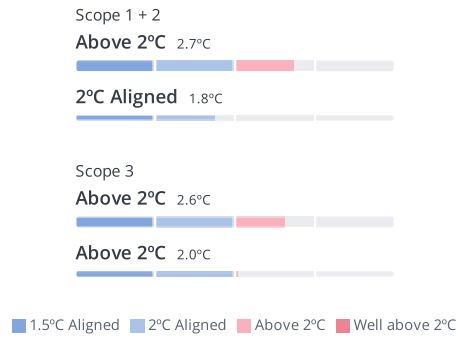 Scope 1 + 2
Above 2ºC 2.7ºC
2ºC Aligned 1.8ºC
Scope 3
Above 2ºC 2.6ºC
Above 2ºC 2.0ºC
1.5ºC Aligned 2ºC Aligned Above 2ºC Well above 2ºC